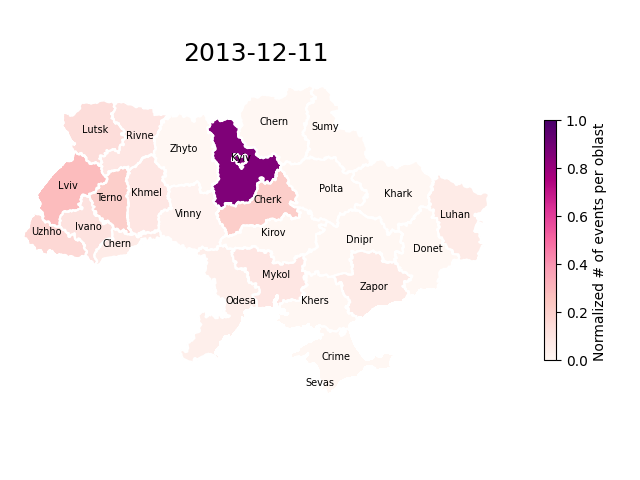 2013-12-11
Chern
Sumy
Lutsk
Rivne
Zhyto
Lviv
Terno
Khmel
Polta
Khark
Cherk
Luhan
Vinny
Uzhho
Ivano
Chern
Kirov
Dnipr
Donet
Mykol
Zapor
Odesa
Khers
Crime
Sevas
1.0
0.8
0.6
0.4
0.2
0.0
Normalized # of events per oblast